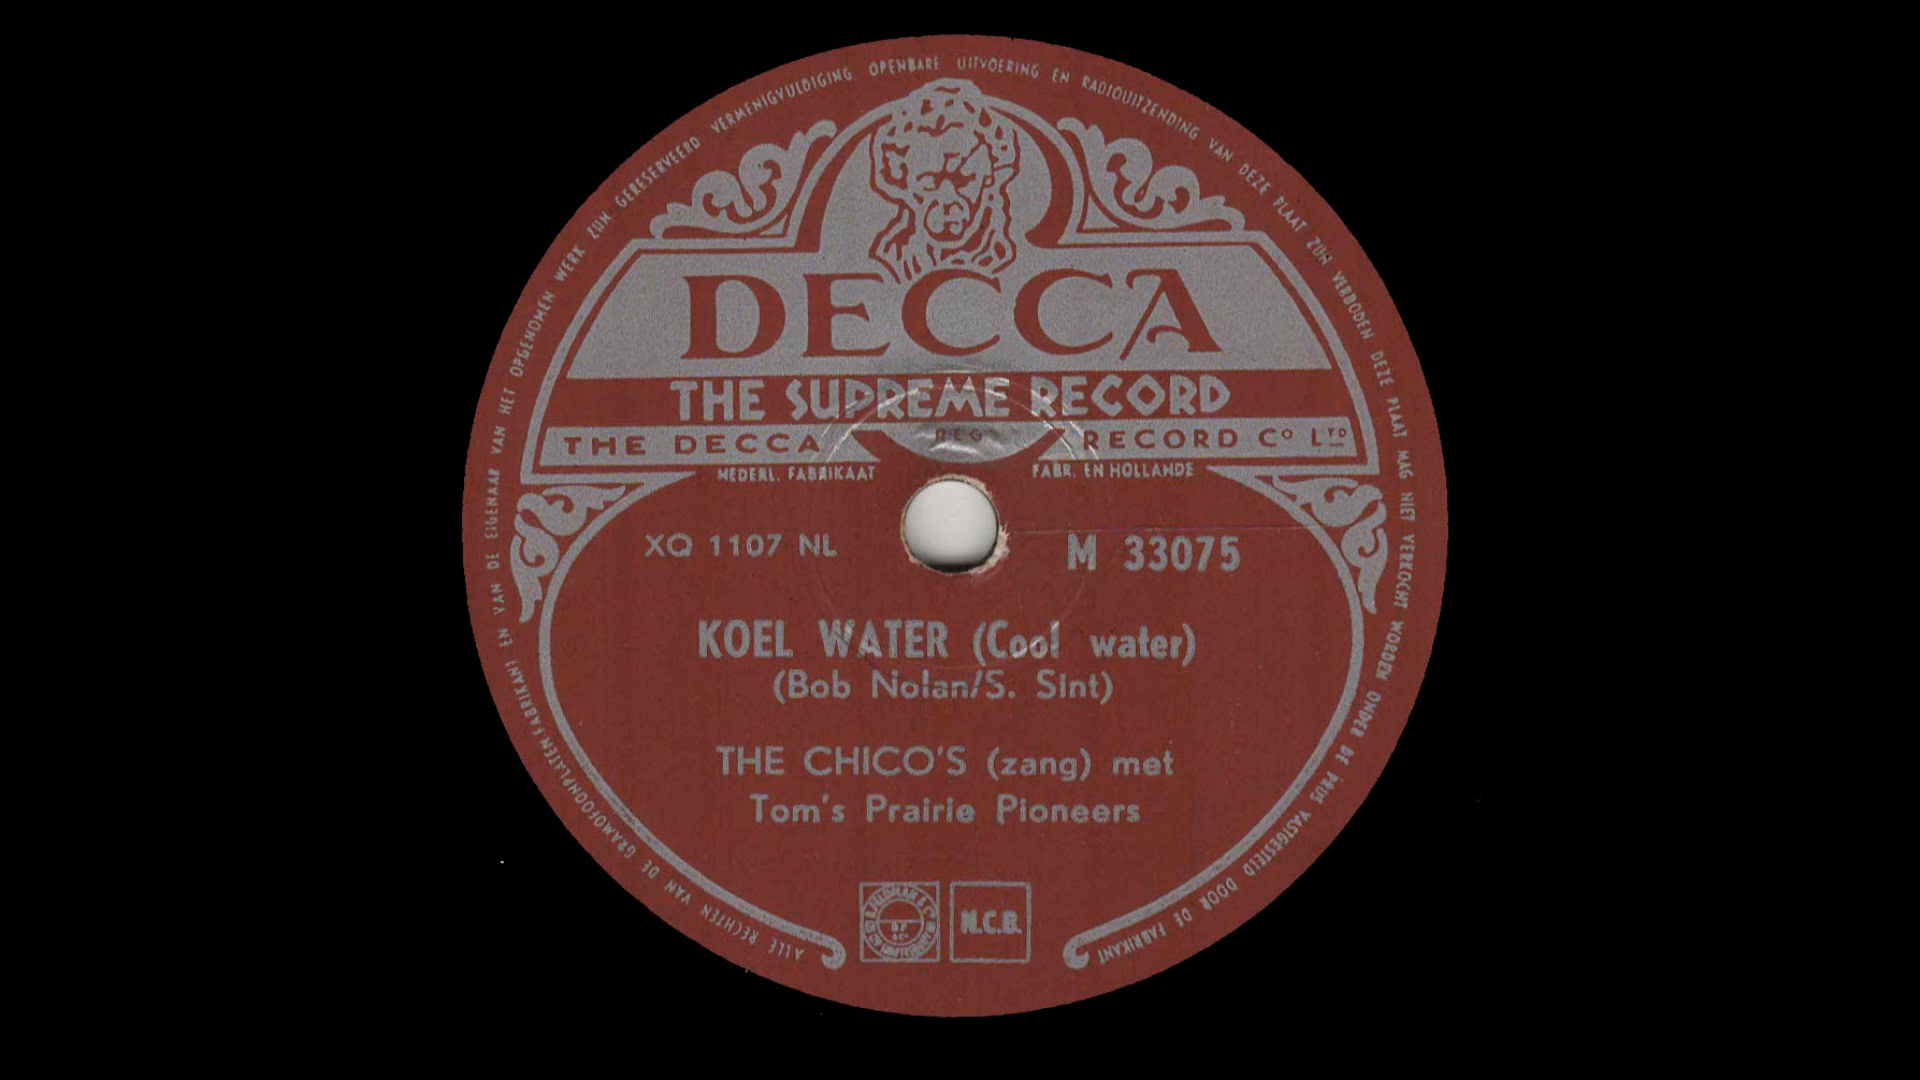 ALLE RECHTEN VAN DE GRAMOFOONPLATENFABRIKANT EN VAN DE EIGENAAR VAN HET OPGENOMEN WERK ZIJN GERESERVEERD VERMENIGVULDIGING OPENBARE UITVOERING EN RADIOUITZENDING VAN DEZE PLAAT ZIJN VERBODEN DEZE PLAAT MAG NIET VERKOCHT WORDEN ONDER DE PRIJS VASTGESTELD DOOR DE FABRIKANT
DECCA
THE SUPREME RECORD
THE DECCA REG RECORD Cº LTD
NEDERL. FABRIKAAT FABR. EN HOLLANDE
XQ 1107 NL M 33075
KOEL WATER (Cool water)
(Bob Nolan/S. Sint)
THE CHICO'S (zang) met
Tom's Prairie Pioneers
N.C.B.